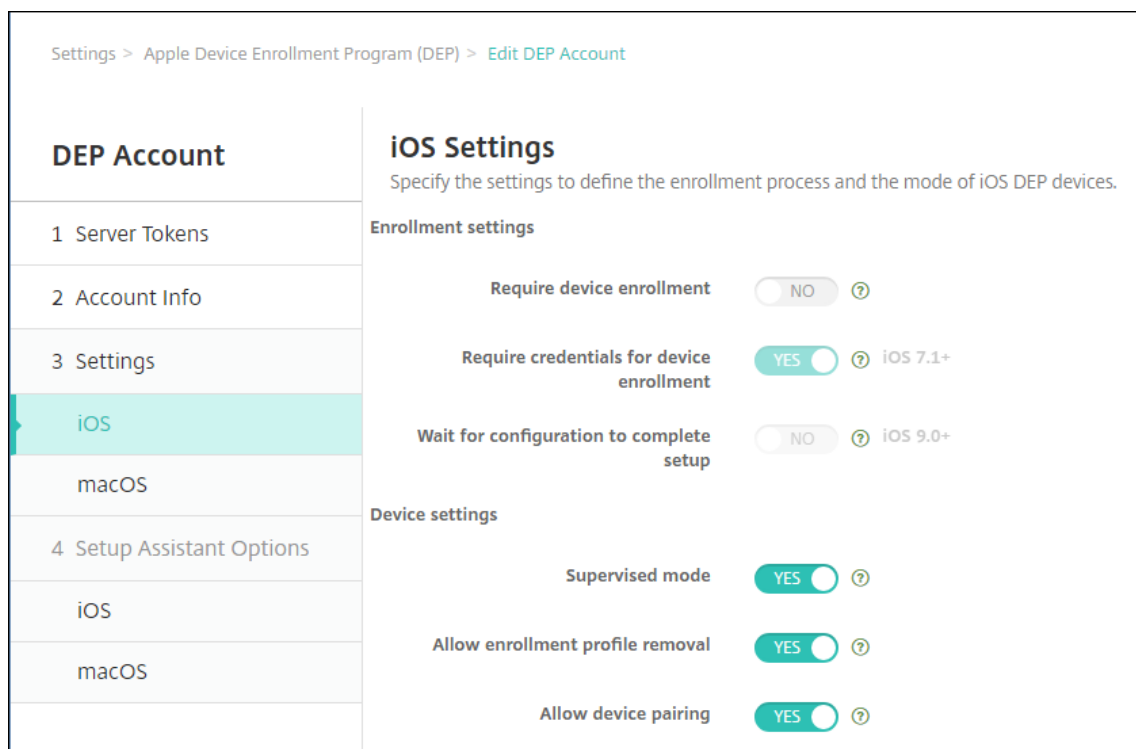 Settings > Apple Device Enrollment Program (DEP) > Edit DEP Account
DEP Account
1 Server Tokens
2 Account Info
3 Settings
iOS
macOS
4 Setup Assistant Options
iOS
macOS
iOS Settings
Specify the settings to define the enrollment process and the mode of iOS DEP devices.
Enrollment settings
Require device enrollment NO ?
Require credentials for device YES ? iOS 7.1+
enrollment
Wait for configuration to complete NO ? iOS 9.0+
setup
Device settings
Supervised mode YES ?
Allow enrollment profile removal YES ?
Allow device pairing YES ?